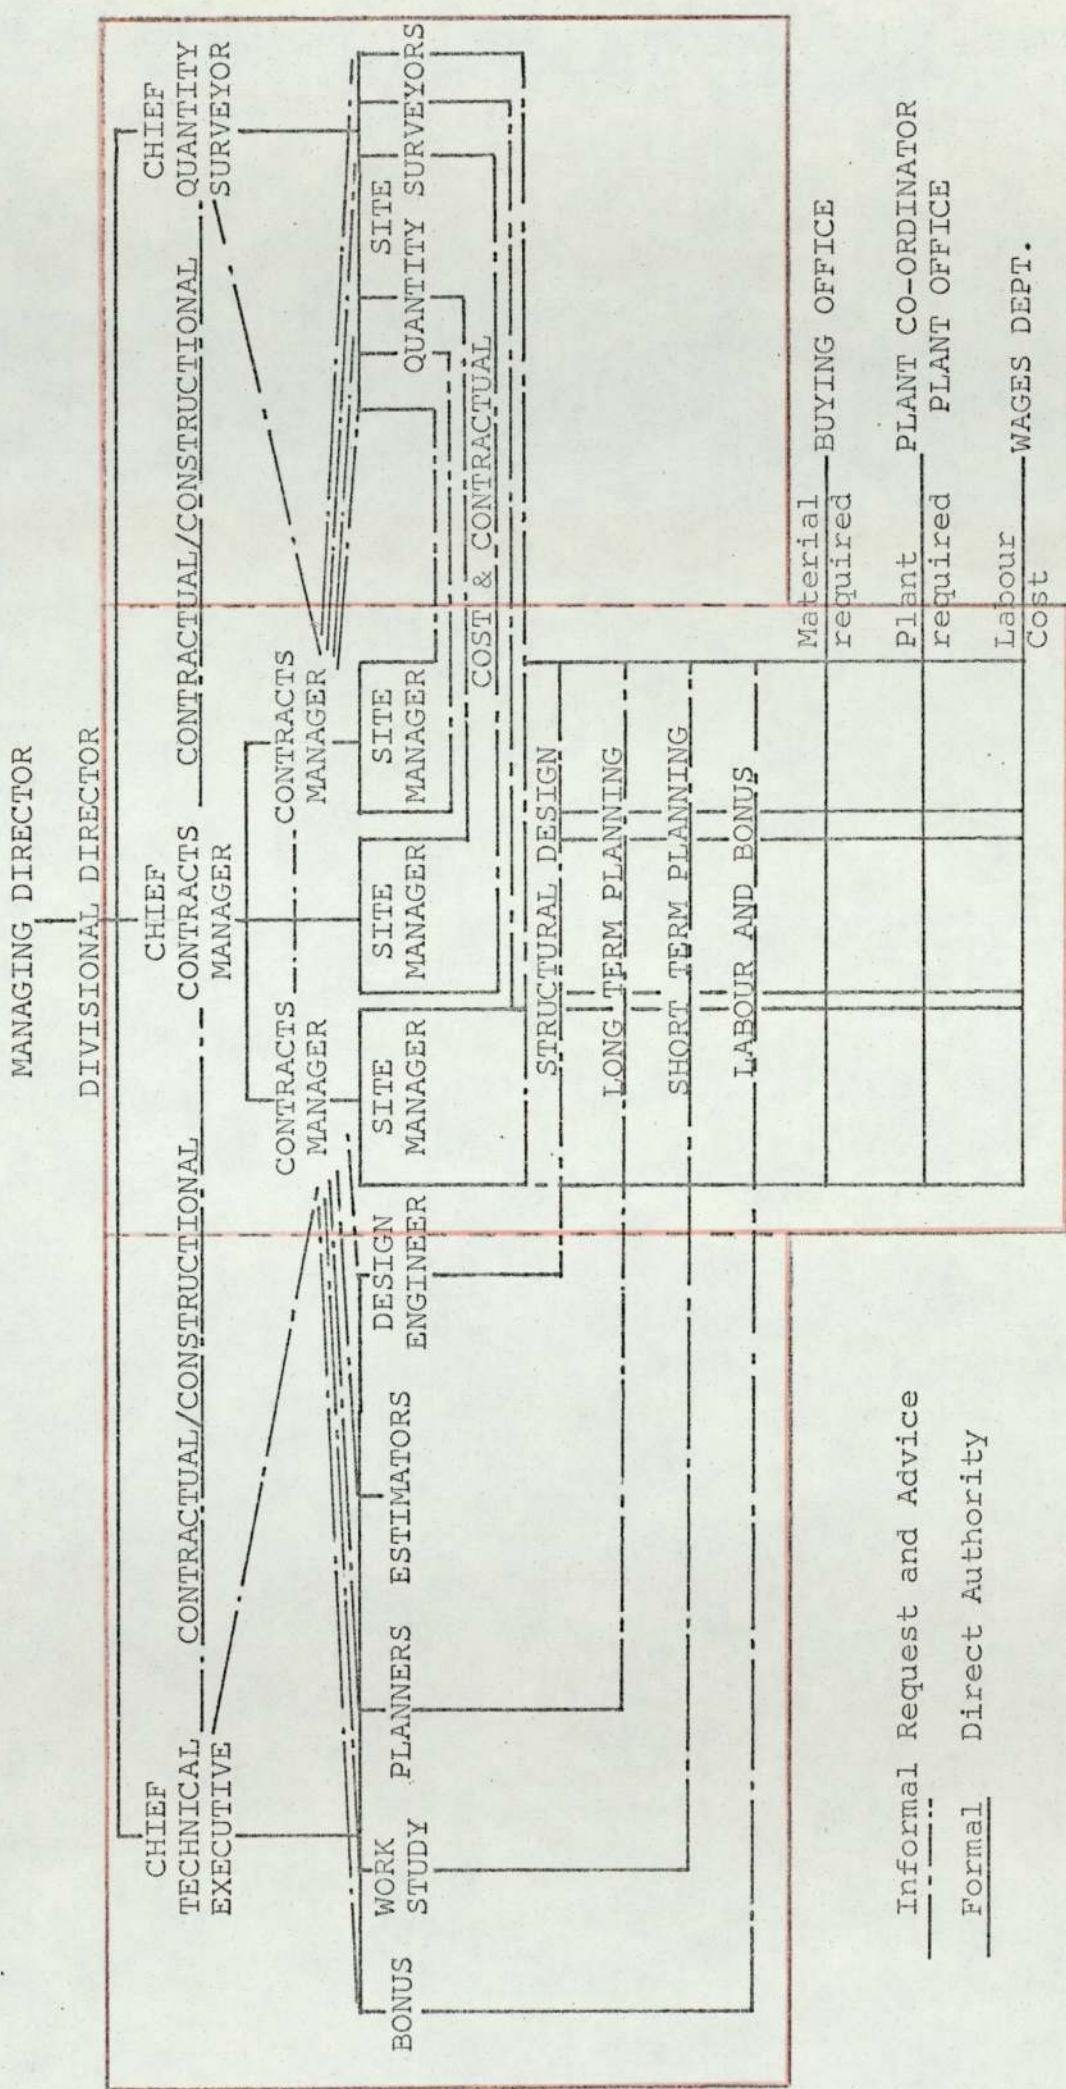 MANAGING DIRECTOR
DIVISIONAL DIRECTOR
CHIEF
TECHNICAL
EXECUTIVE
CONTRACTUAL/CONSTRUCTIONAL
CHIEF
CONTRACTS
MANAGER
CONTRACTUAL/CONSTRUCTIONAL
CHIEF
QUANTITY
SURVEYOR
CONTRACTS
MANAGER
CONTRACTS
MANAGER
BONUS
WORK
STUDY
PLANNERS
ESTIMATORS
DESIGN
ENGINEER
SITE
MANAGER
SITE
MANAGER
SITE
MANAGER
SITE
QUANTITY SURVEYORS
COST & CONTRACTUAL
STRUCTURAL DESIGN
LONG TERM PLANNING
SHORT TERM PLANNING
LABOUR AND BONUS
Material
required
BUYING OFFICE
Plant
required
PLANT CO-ORDINATOR
PLANT OFFICE
Labour
Cost
WAGES DEPT.
Informal Request and Advice
Formal Direct Authority